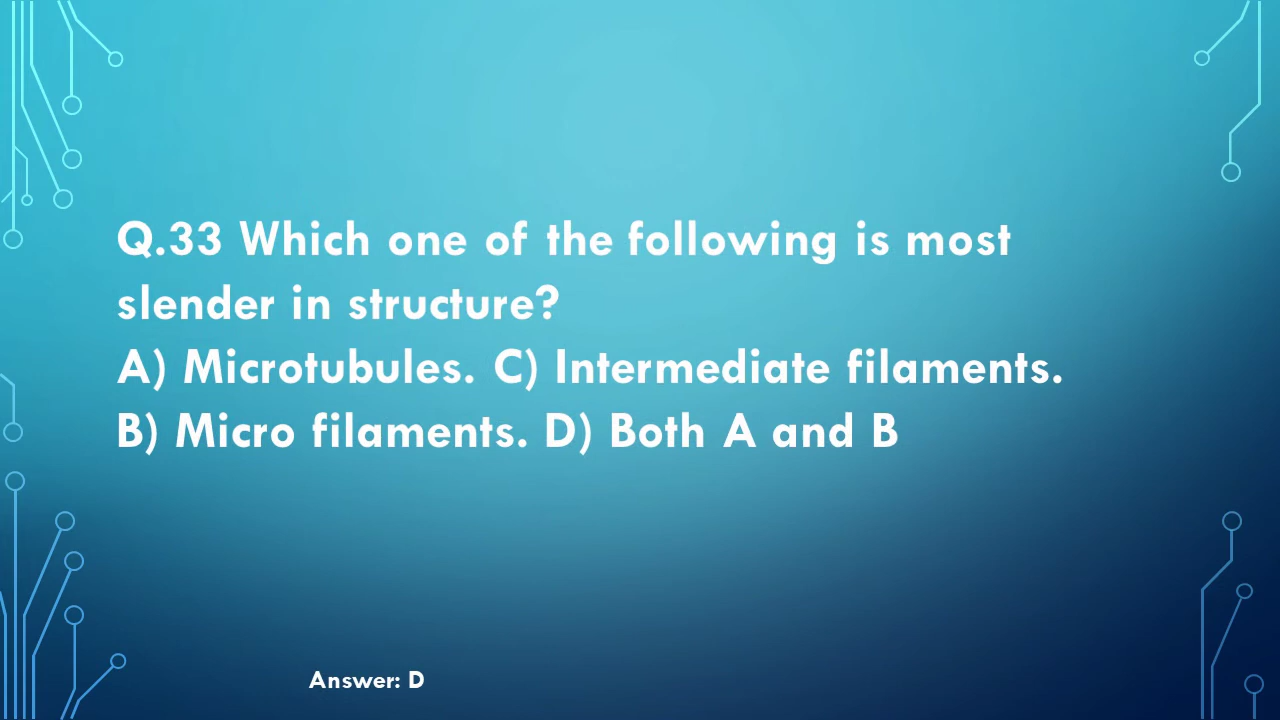 Q.33 Which one of the following is most
slender in structure?
A) Microtubules. C) Intermediate filaments.
B) Micro filaments. D) Both A and B
Answer: D